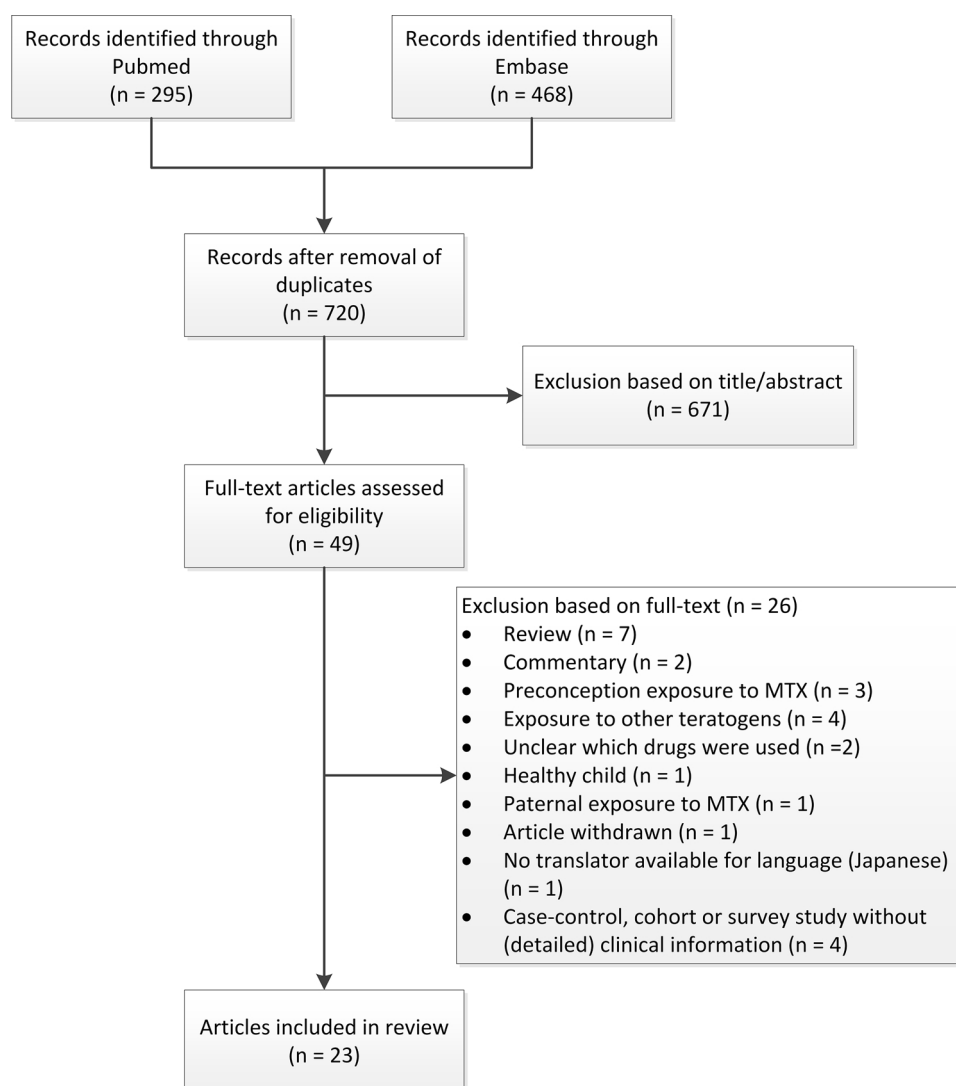 Records identified through
Pubmed
(n = 295)
Records identified through
Embase
(n = 468)
Records after removal of
duplicates
(n = 720)
Exclusion based on title/abstract
(n = 671)
Full-text articles assessed
for eligibility
(n = 49)
Exclusion based on full-text (n = 26)
• Review (n = 7)
• Commentary (n = 2)
• Preconception exposure to MTX (n = 3)
• Exposure to other teratogens (n = 4)
• Unclear which drugs were used (n =2)
• Healthy child (n = 1)
• Paternal exposure to MTX (n = 1)
• Article withdrawn (n = 1)
• No translator available for language (Japanese)
(n = 1)
• Case-control, cohort or survey study without
(detailed) clinical information (n = 4)
Articles included in review
(n = 23)